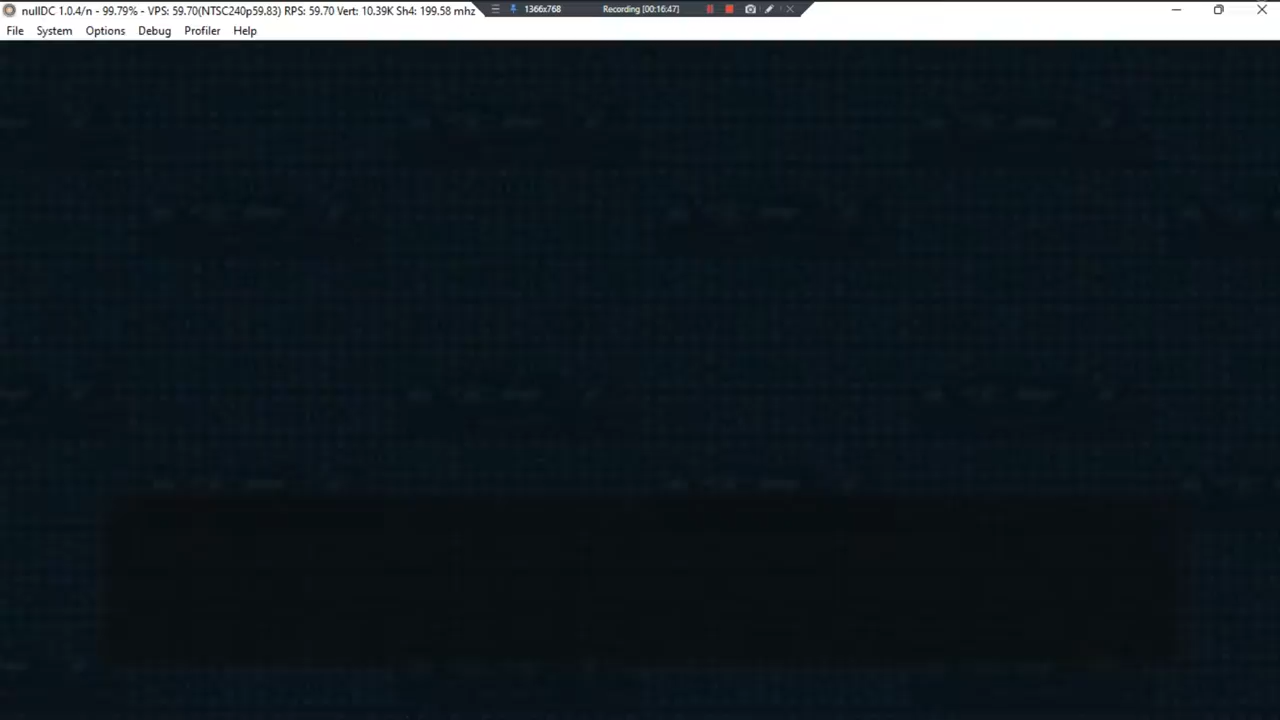 nullDC 1.0.4/n - 99.79% - VPS: 59.70(NTSC240p59.83) RPS: 59.70 Vert: 10.39K Sh4: 199.58 mhz
1366x768
Recording [00:16:47]
File System Options Debug Profiler Help